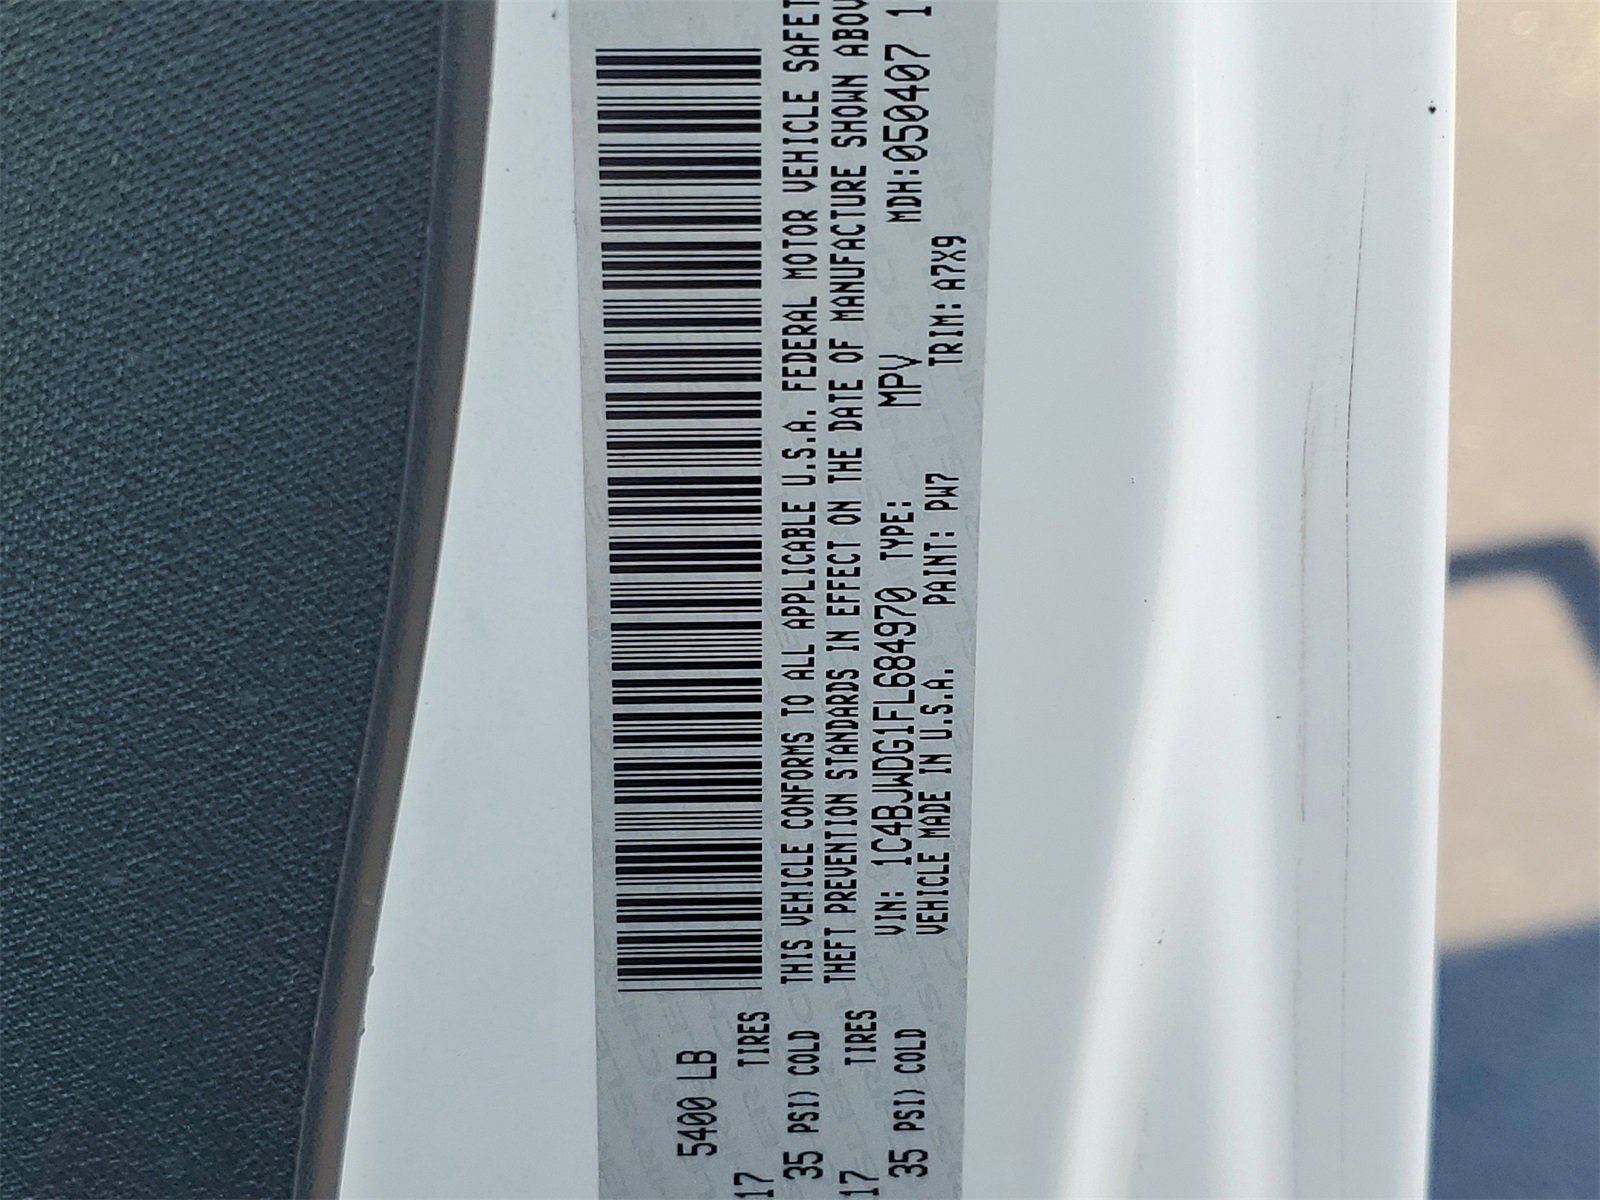 5400 LB
17 TIRES
35 PSI) COLD
17 TIRES
35 PSI) COLD
THIS VEHICLE CONFORMS TO ALL APPLICABLE U.S.A. FEDERAL MOTOR VEHICLE SAFET
THEFT PREVENTION STANDARDS IN EFFECT ON THE DATE OF MANUFACTURE SHOWN ABOV
VIN: 1C4BJWDG1FL684970 TYPE: MPV MDH:050407 1
VEHICLE MADE IN U.S.A. PAINT: PW7 TRIM: A7X9